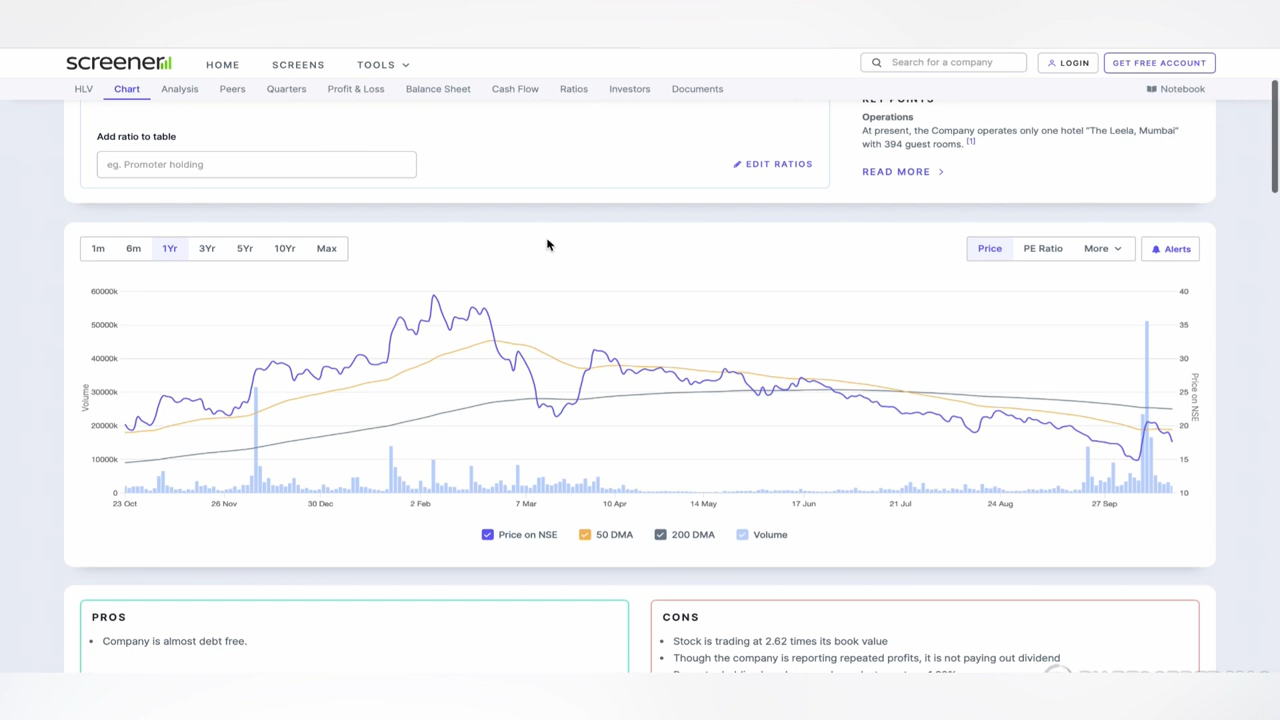 screener HOME SCREENS TOOLS Search for a company LOGIN GET FREE ACCOUNT
HLV Chart Analysis Peers Quarters Profit & Loss Balance Sheet Cash Flow Ratios Investors Documents Notebook
KEY POINTS
Add ratio to table
eg. Promoter holding
EDIT RATIOS
Operations
At present, the Company operates only one hotel "The Leela, Mumbai"
with 394 guest rooms. [1]
READ MORE
1m 6m 1Yr 3Yr 5Yr 10Yr Max
Price PE Ratio More Alerts
60000k 40
50000k 35
40000k 30
30000k 25
20000k 20
10000k 15
0 10
Volume
Price on NSE
23 Oct 26 Nov 30 Dec 2 Feb 7 Mar 10 Apr 14 May 17 Jun 21 Jul 24 Aug 27 Sep
Price on NSE 50 DMA 200 DMA Volume
PROS
Company is almost debt free.
CONS
Stock is trading at 2.62 times its book value
Though the company is reporting repeated profits, it is not paying out dividend